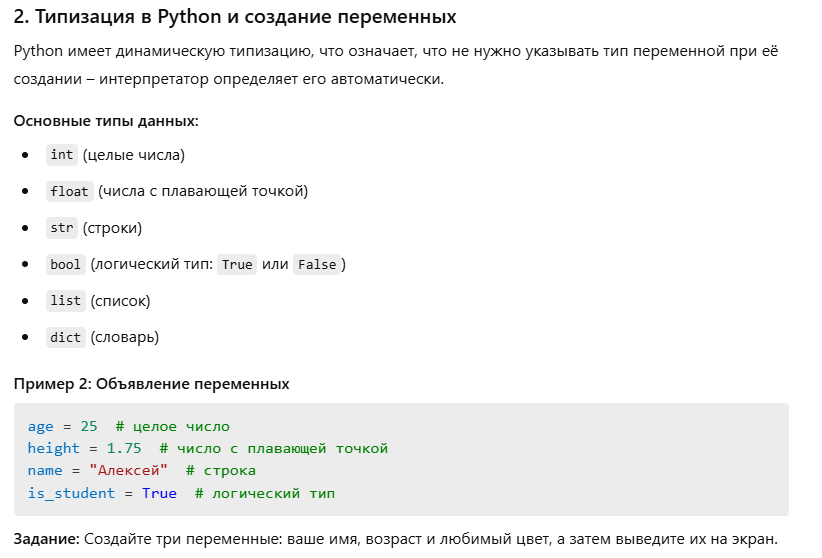 2. Типизация в Python и создание переменных
Python имеет динамическую типизацию, что означает, что не нужно указывать тип переменной при её
создании – интерпретатор определяет его автоматически.
Основные типы данных:
• int (целые числа)
• float (числа с плавающей точкой)
• str (строки)
• bool (логический тип: True или False)
• list (список)
• dict (словарь)
Пример 2: Объявление переменных
age = 25  # целое число
height = 1.75  # число с плавающей точкой
name = "Алексей"  # строка
is_student = True  # логический тип
Задание: Создайте три переменные: ваше имя, возраст и любимый цвет, а затем выведите их на экран.